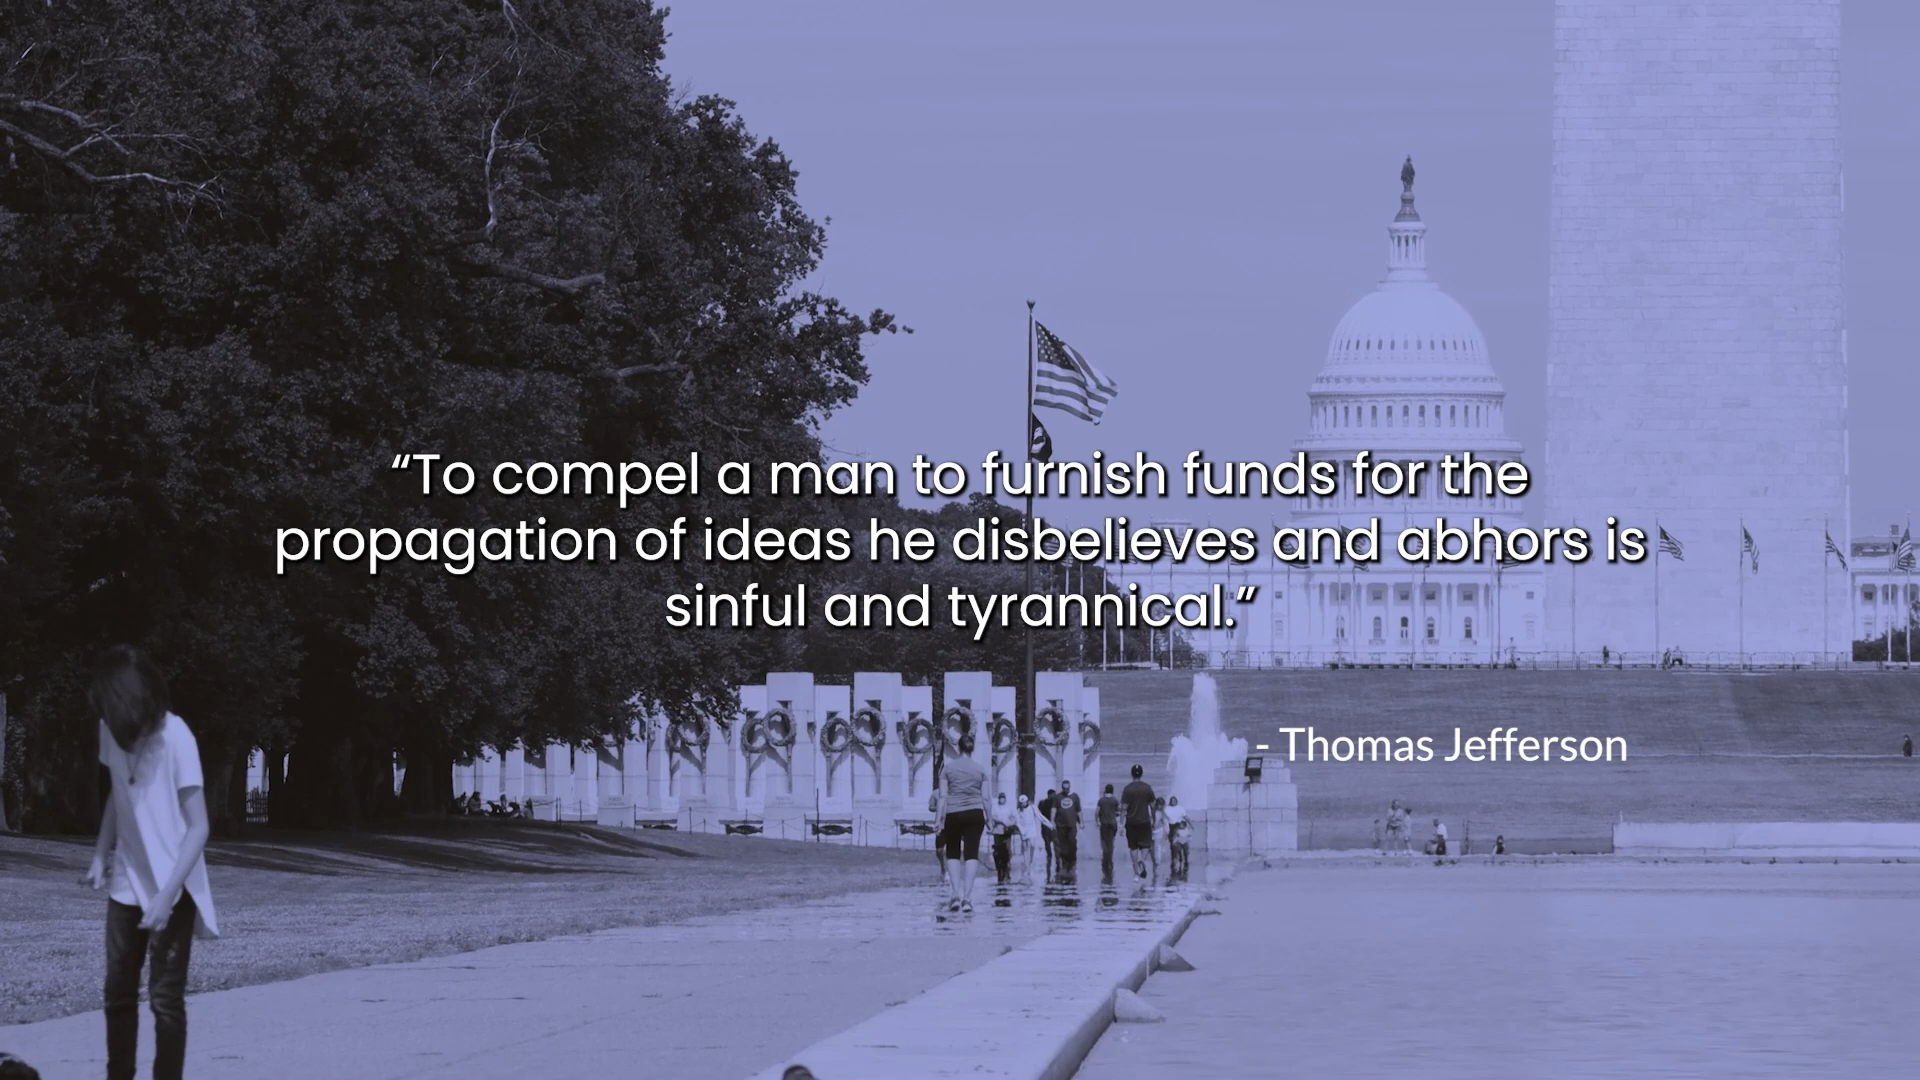 “To compel a man to furnish funds for the
propagation of ideas he disbelieves and abhors is
sinful and tyrannical.”
- Thomas Jefferson